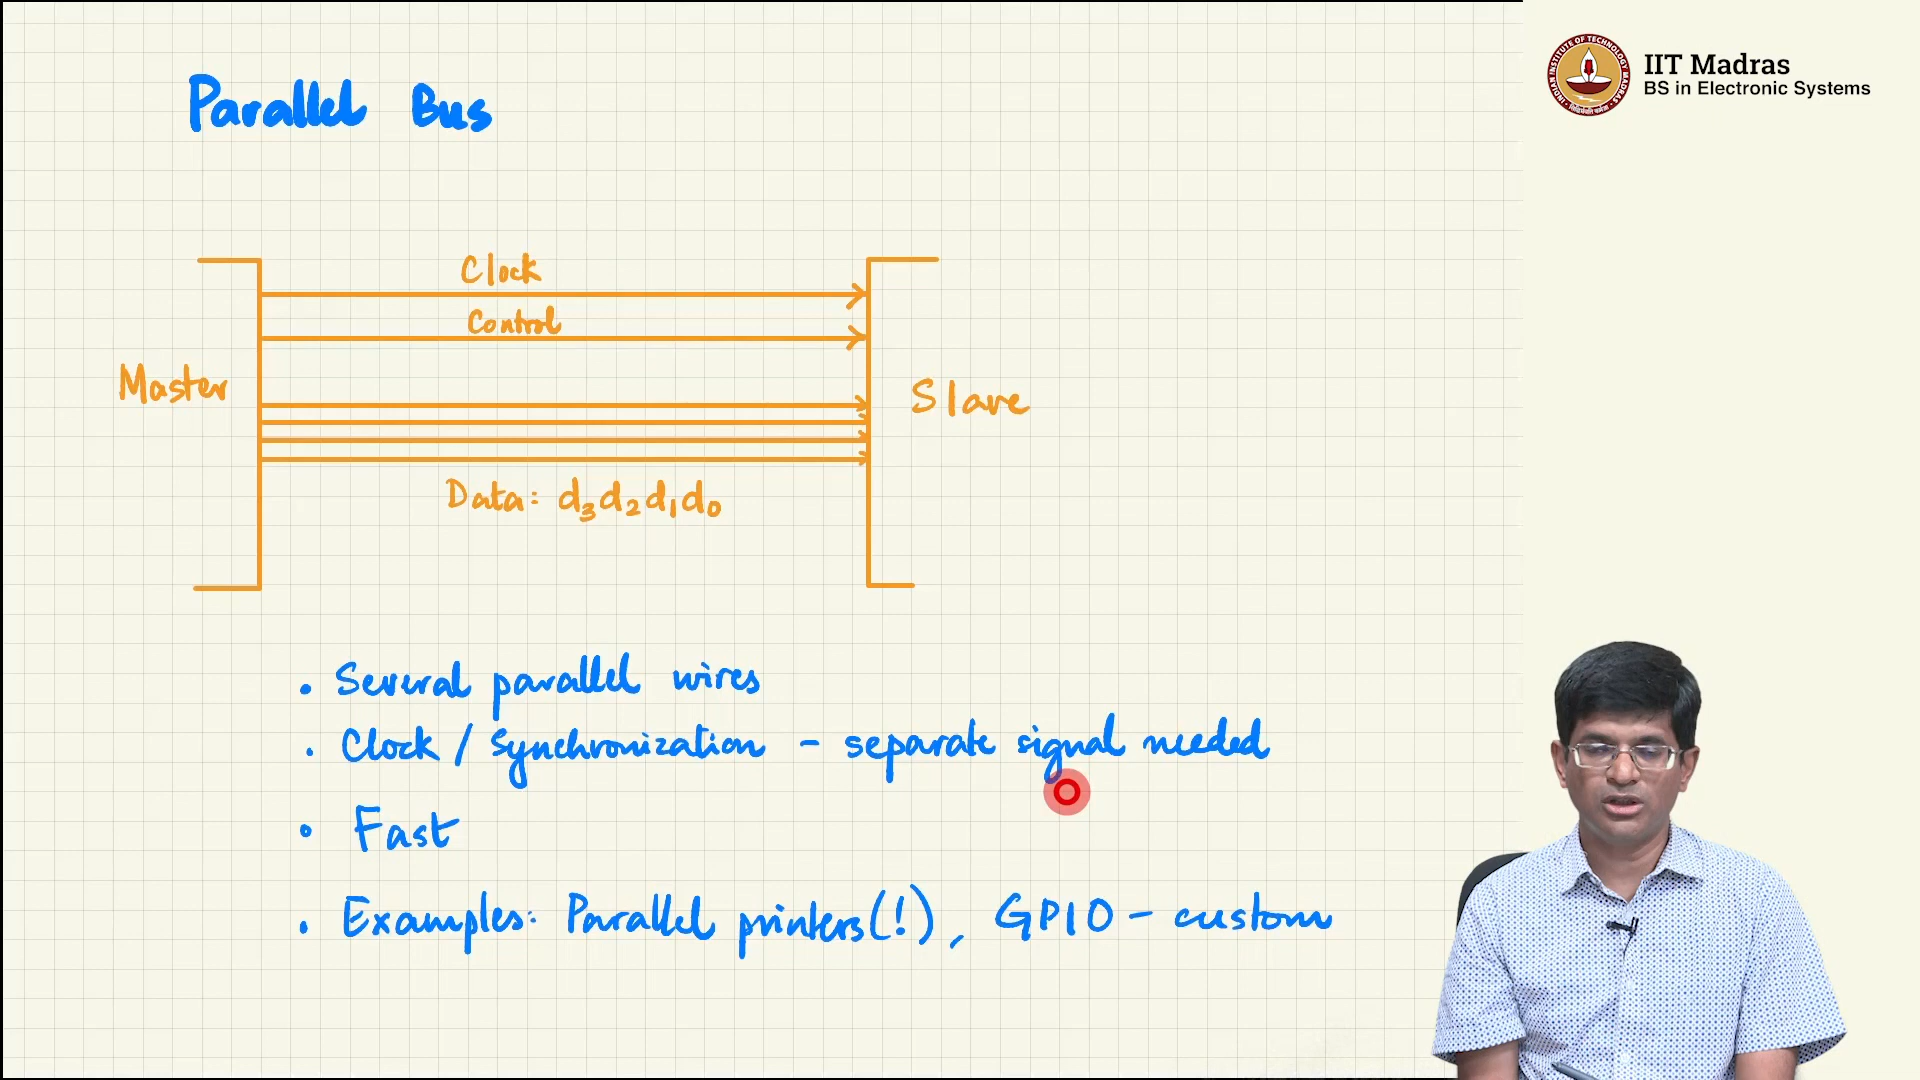 Parallel Bus
IIT Madras
BS in Electronic Systems
Clock
Control
Master
Slave
Data: d₃d₂d₁d₀
• Several parallel wires
• Clock / Synchronization - separate signal needed
• Fast
• Examples: Parallel printers(!), GPIO - custom